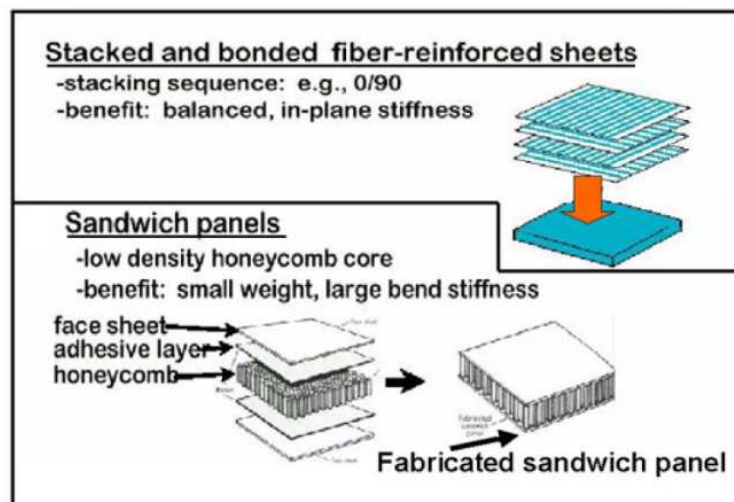 Stacked and bonded fiber-reinforced sheets
-stacking sequence: e.g., 0/90
-benefit: balanced, in-plane stiffness
Sandwich panels
-low density honeycomb core
-benefit: small weight, large bend stiffness
face sheet
adhesive layer
honeycomb
Fabricated sandwich panel